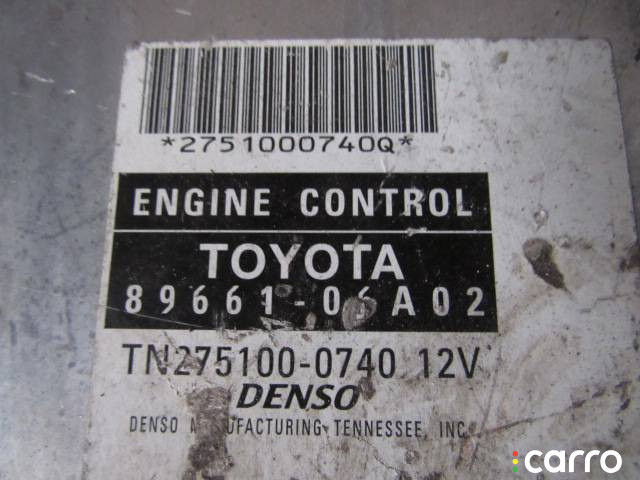 *2751000740Q*
ENGINE CONTROL
TOYOTA
89661-06A02
TN275100-0740 12V
DENSO
DENSO MANUFACTURING TENNESSEE, INC
carro